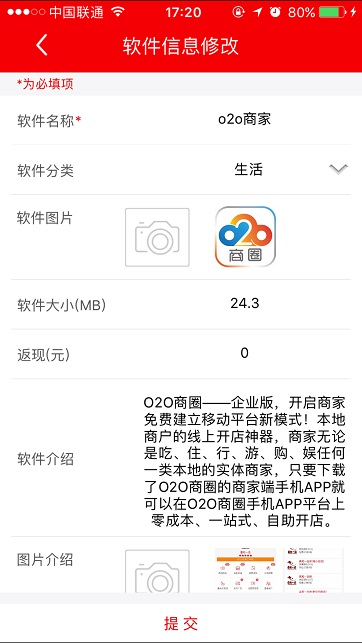 中国联通 17:20 80%
软件信息修改
*为必填项
软件名称* o2o商家
软件分类 生活
软件图片
o2o
商圈
软件大小(MB) 24.3
返现(元) 0
软件介绍
O2O商圈——企业版，开启商家
免费建立移动平台新模式！本地
商户的线上开店神器，商家无论
是吃、住、行、游、购、娱任何
一类本地的实体商家，只要下载
了O2O商圈的商家端手机APP就
可以在O2O商圈手机APP平台上
零成本、一站式、自助开店。
图片介绍
提交